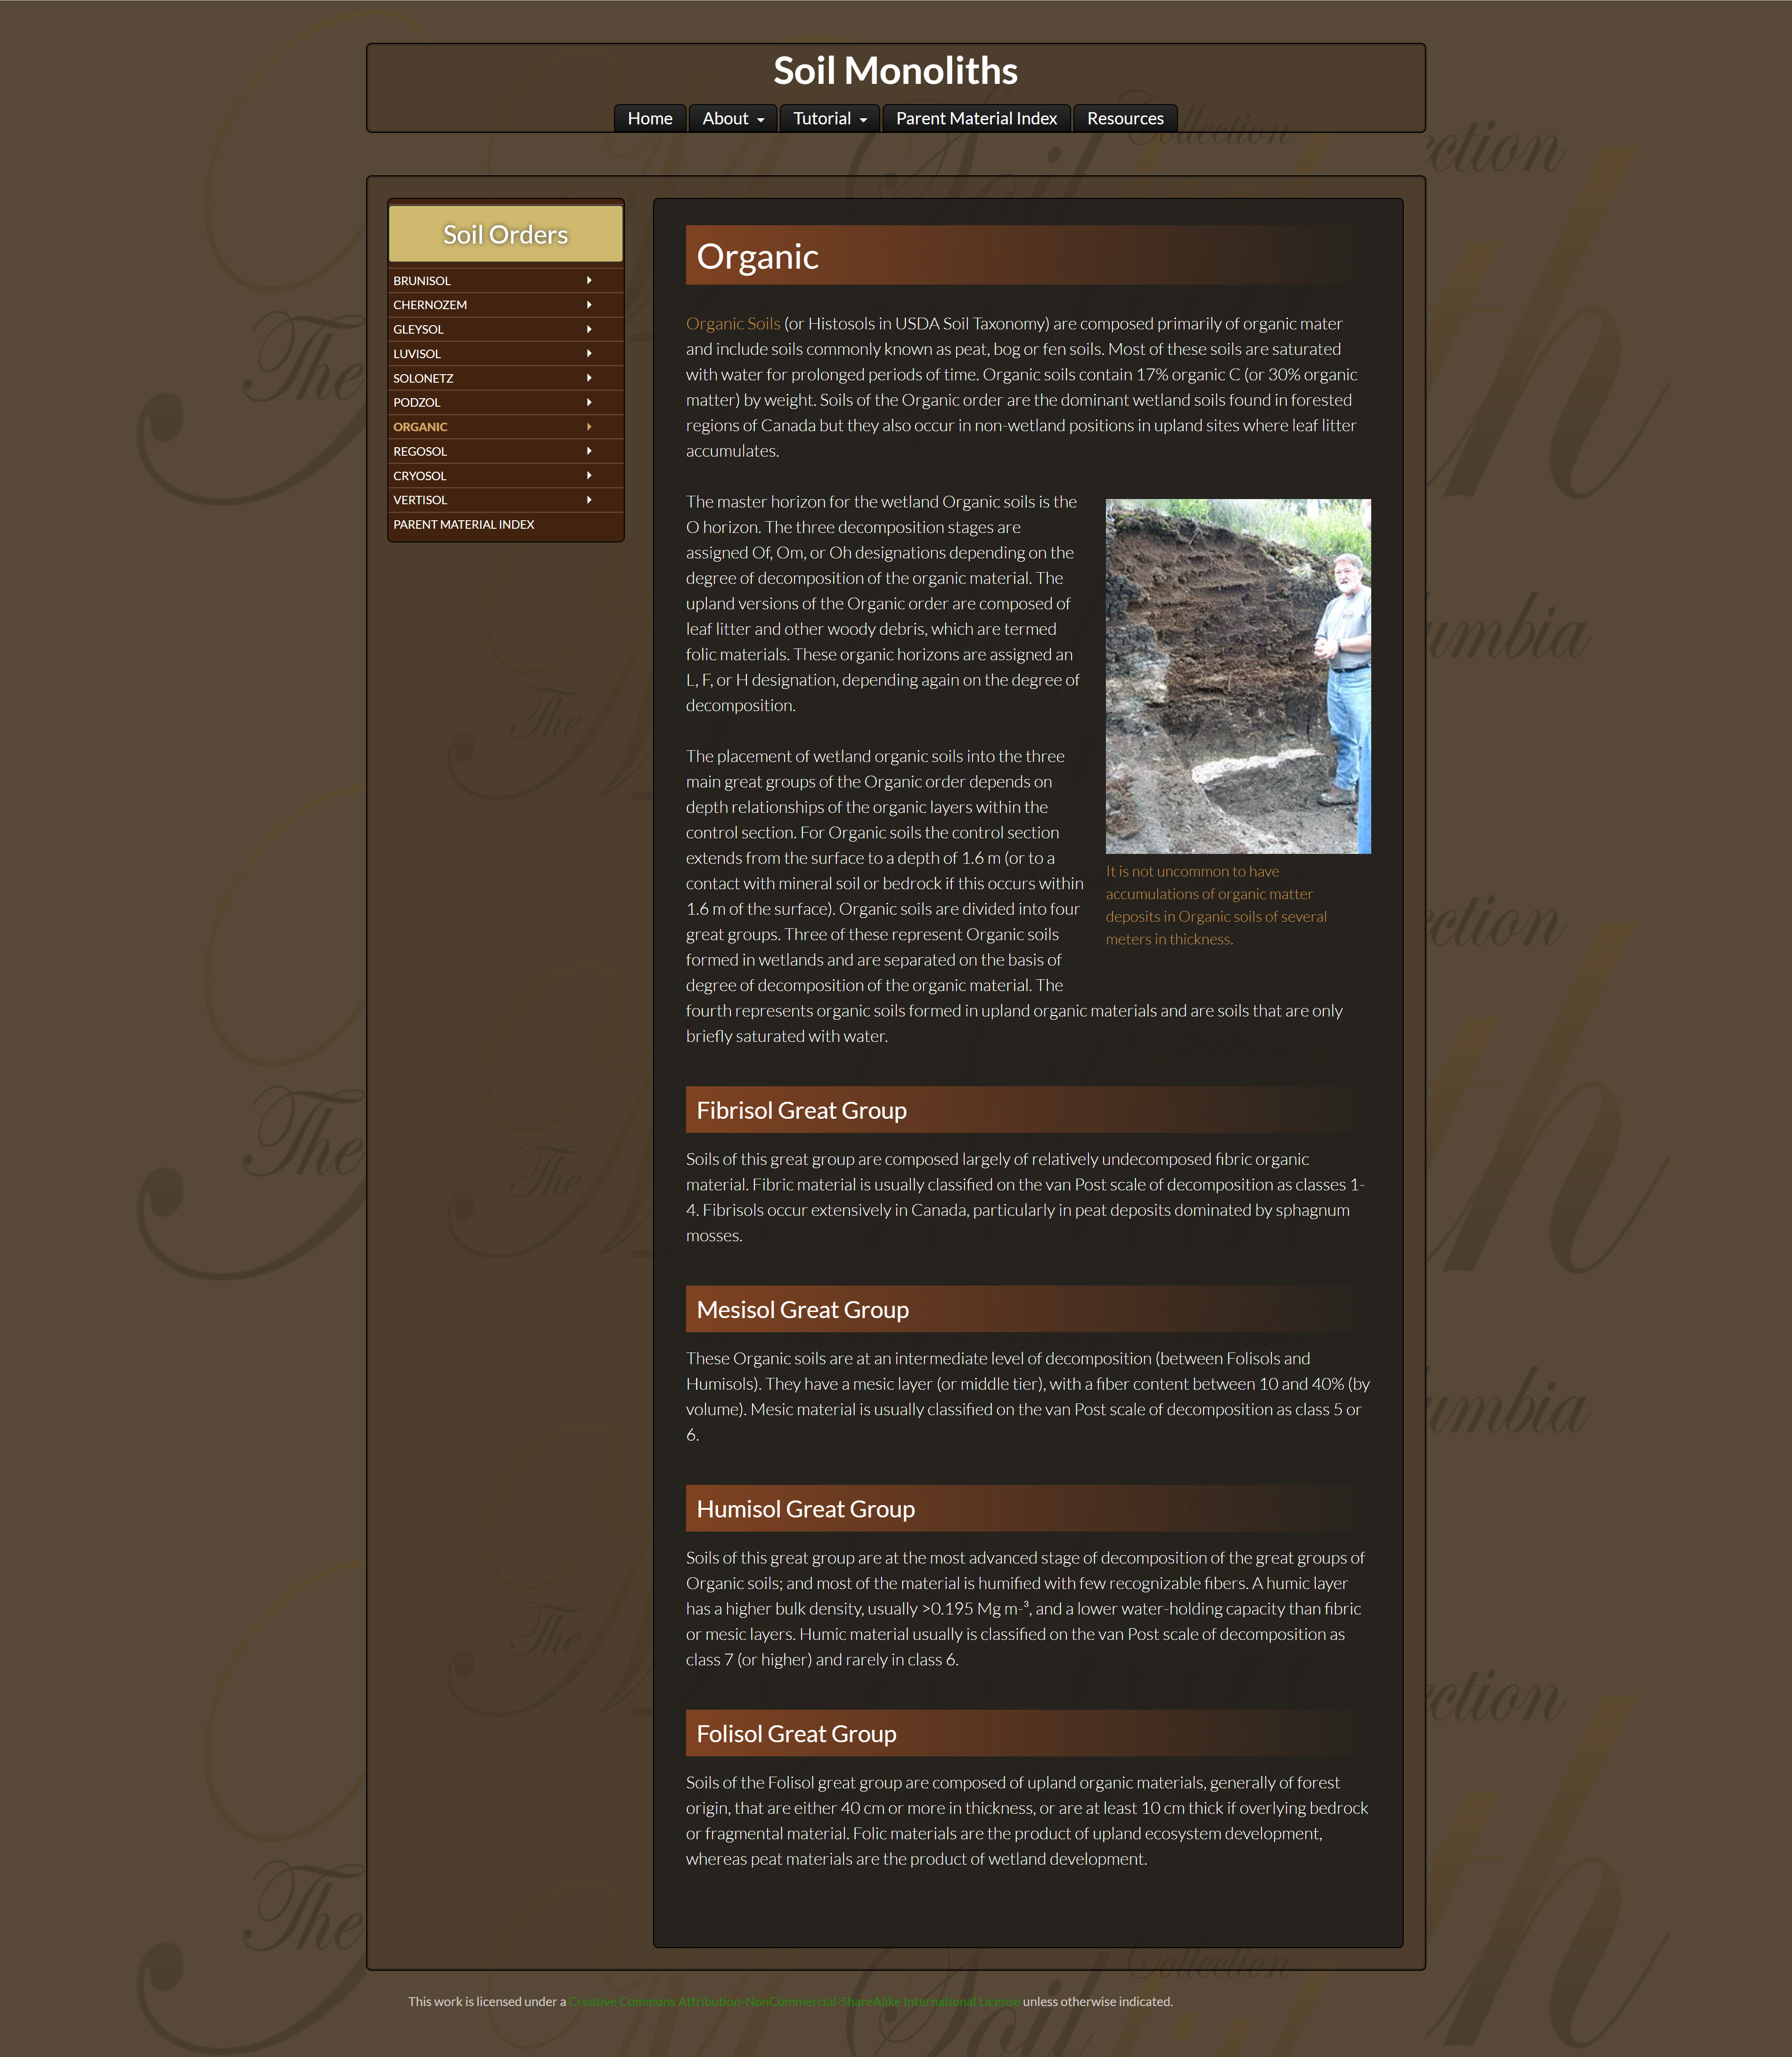 Soil Monoliths
Home
About
Tutorial
Parent Material Index
Resources
Soil Orders
BRUNISOL
CHERNOZEM
GLEYSOL
LUVISOL
SOLONETZ
PODZOL
ORGANIC
REGOSOL
CRYOSOL
VERTISOL
PARENT MATERIAL INDEX
Organic
Organic Soils (or Histosols in USDA Soil Taxonomy) are composed primarily of organic mater
and include soils commonly known as peat, bog or fen soils. Most of these soils are saturated
with water for prolonged periods of time. Organic soils contain 17% organic C (or 30% organic
matter) by weight. Soils of the Organic order are the dominant wetland soils found in forested
regions of Canada but they also occur in non-wetland positions in upland sites where leaf litter
accumulates.
The master horizon for the wetland Organic soils is the
O horizon. The three decomposition stages are
assigned Of, Om, or Oh designations depending on the
degree of decomposition of the organic material. The
upland versions of the Organic order are composed of
leaf litter and other woody debris, which are termed
folic materials. These organic horizons are assigned an
L, F, or H designation, depending again on the degree of
decomposition.
The placement of wetland organic soils into the three
main great groups of the Organic order depends on
depth relationships of the organic layers within the
control section. For Organic soils the control section
extends from the surface to a depth of 1.6 m (or to a
contact with mineral soil or bedrock if this occurs within
1.6 m of the surface). Organic soils are divided into four
great groups. Three of these represent Organic soils
formed in wetlands and are separated on the basis of
degree of decomposition of the organic material. The
fourth represents organic soils formed in upland organic materials and are soils that are only
briefly saturated with water.
It is not uncommon to have
accumulations of organic matter
deposits in Organic soils of several
meters in thickness.
Fibrisol Great Group
Soils of this great group are composed largely of relatively undecomposed fibric organic
material. Fibric material is usually classified on the van Post scale of decomposition as classes 1-
4. Fibrisols occur extensively in Canada, particularly in peat deposits dominated by sphagnum
mosses.
Mesisol Great Group
These Organic soils are at an intermediate level of decomposition (between Folisols and
Humisols). They have a mesic layer (or middle tier), with a fiber content between 10 and 40% (by
volume). Mesic material is usually classified on the van Post scale of decomposition as class 5 or
6.
Humisol Great Group
Soils of this great group are at the most advanced stage of decomposition of the great groups of
Organic soils; and most of the material is humified with few recognizable fibers. A humic layer
has a higher bulk density, usually >0.195 Mg m-³, and a lower water-holding capacity than fibric
or mesic layers. Humic material usually is classified on the van Post scale of decomposition as
class 7 (or higher) and rarely in class 6.
Folisol Great Group
Soils of the Folisol great group are composed of upland organic materials, generally of forest
origin, that are either 40 cm or more in thickness, or are at least 10 cm thick if overlying bedrock
or fragmental material. Folic materials are the product of upland ecosystem development,
whereas peat materials are the product of wetland development.
This work is licensed under a Creative Commons Attribution-NonCommercial-ShareAlike International License unless otherwise indicated.